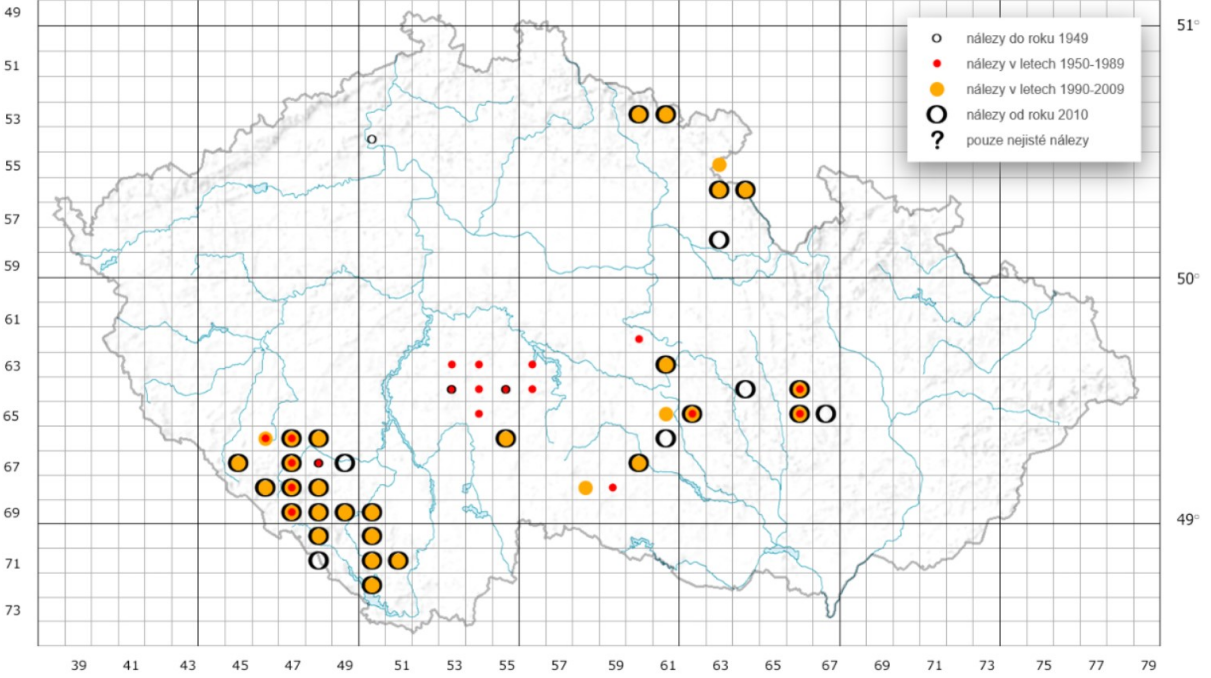 49 51°
51
53
55
57
59 50°
61
63
65
67
69 49°
71
73
nálezy do roku 1949
nálezy v letech 1950-1989
nálezy v letech 1990-2009
nálezy od roku 2010
? pouze nejisté nálezy
39 41 43 45 47 49 51 53 55 57 59 61 63 65 67 69 71 73 75 77 79